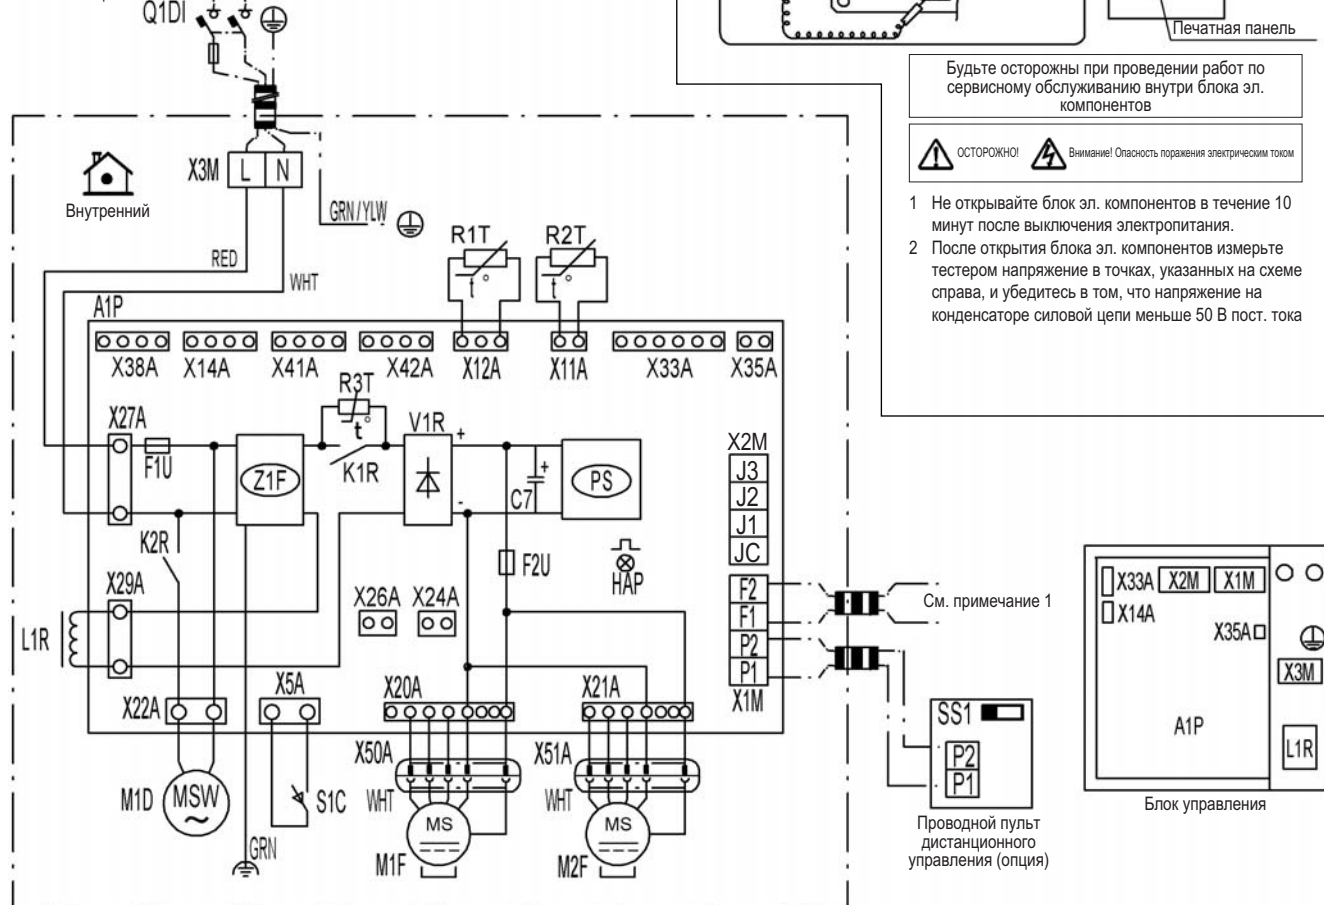 Q1DI
Печатная панель
Будьте осторожны при проведении работ по
сервисному обслуживанию внутри блока эл.
компонентов
ОСТОРОЖНО!
Внимание! Опасность поражения электрическим током
1 Не открывайте блок эл. компонентов в течение 10
минут после выключения электропитания.
2 После открытия блока эл. компонентов измерьте
тестером напряжение в точках, указанных на схеме
справа, и убедитесь в том, что напряжение на
конденсаторе силовой цепи меньше 50 В пост. тока
Внутренний
X3M L N
GRN/YLW
RED
WHT
R1T R2T
t° t°
A1P
X38A X14A X41A X42A X12A X11A X33A X35A
R3T
t°
X27A
F1U
Z1F
K1R
V1R
+
-
+
C7
PS
X2M
J3
J2
J1
JC
K2R
F2U
HAP
X29A
X26A X24A
L1R
F2
F1
P2
P1
X1M
См. примечание 1
X22A
X5A
X20A
X21A
X50A
X51A
M1D
MSW
~
S1C
WHT
WHT
GRN
MS
MS
M1F
M2F
SS1
P2
P1
Проводной пульт
дистанционного
управления (опция)
X33A X2M X1M
X14A
X35A
X3M
A1P
L1R
Блок управления